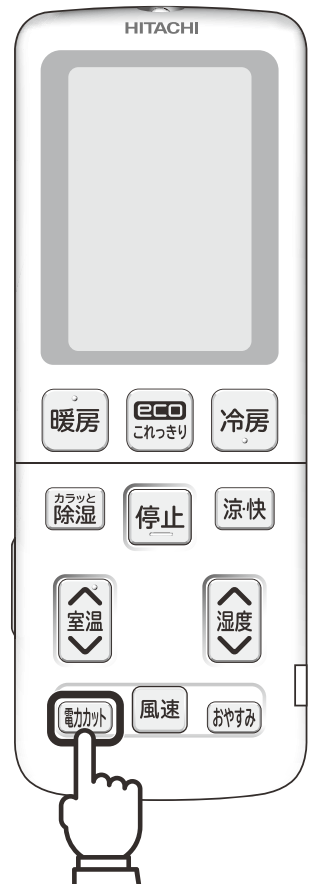 HITACHI
暖房
eco
これっきり
冷房
カラッと
除湿
停止
涼・快
室温
湿度
電力カット
風速
おやすみ